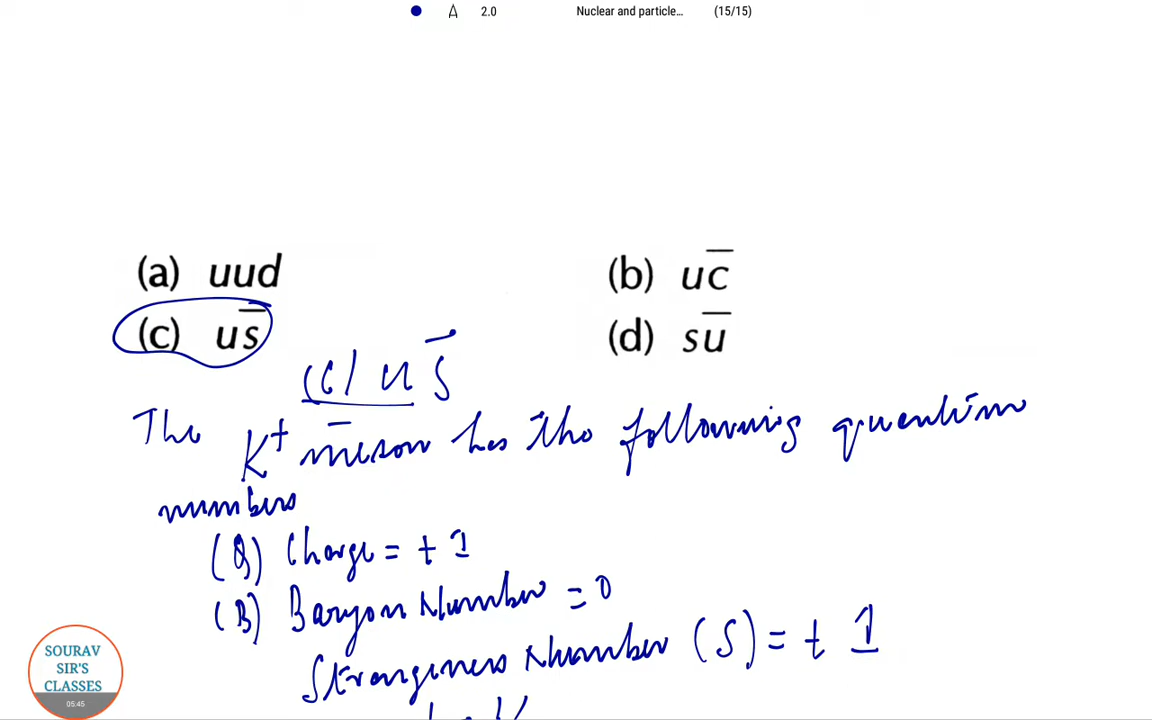 A 2.0 Nuclear and particle... (15/15)
(a) uud (b) uc̅
(c) us̅ (d) su̅
(c) us̅
The K⁺ meson has the following quantum
numbers
(Q) Charge = +1
(B) Baryon Number = 0
Strangeness Number (S) = +1
SOURAV
SIR'S
CLASSES
05:45